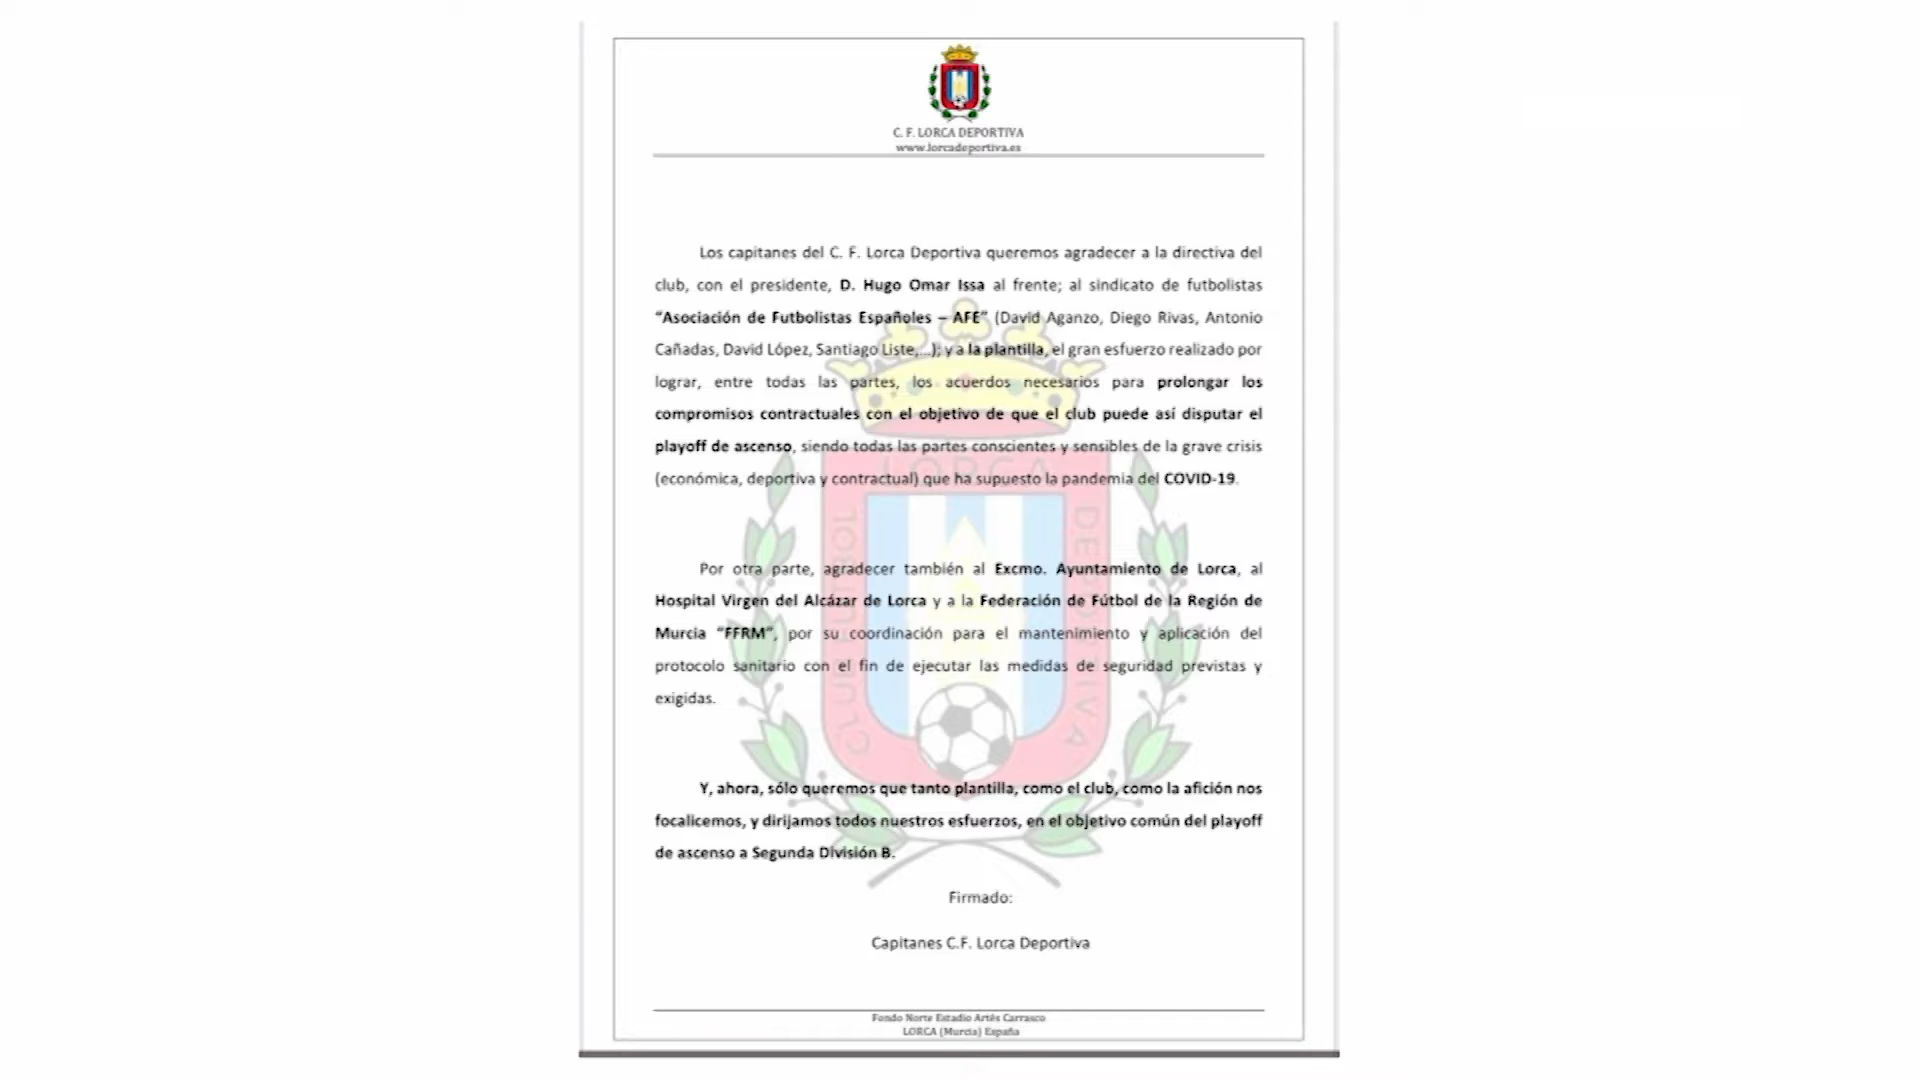 C. F. LORCA DEPORTIVA
www.lorcadeportiva.es
Los capitanes del C. F. Lorca Deportiva queremos agradecer a la directiva del
club, con el presidente, D. Hugo Omar Issa al frente; al sindicato de futbolistas
“Asociación de Futbolistas Españoles – AFE” (David Aganzo, Diego Rivas, Antonio
Cañadas, David López, Santiago Liste,...); y a la plantilla, el gran esfuerzo realizado por
lograr, entre todas las partes, los acuerdos necesarios para prolongar los
compromisos contractuales con el objetivo de que el club puede así disputar el
playoff de ascenso, siendo todas las partes conscientes y sensibles de la grave crisis
(económica, deportiva y contractual) que ha supuesto la pandemia del COVID-19.
LORCA
CLUB FUTBOL
DEPORTIVA
Por otra parte, agradecer también al Excmo. Ayuntamiento de Lorca, al
Hospital Virgen del Alcázar de Lorca y a la Federación de Fútbol de la Región de
Murcia “FFRM”, por su coordinación para el mantenimiento y aplicación del
protocolo sanitario con el fin de ejecutar las medidas de seguridad previstas y
exigidas.
Y, ahora, sólo queremos que tanto plantilla, como el club, como la afición nos
focalicemos, y dirijamos todos nuestros esfuerzos, en el objetivo común del playoff
de ascenso a Segunda División B.
Firmado:
Capitanes C.F. Lorca Deportiva
Fondo Norte Estadio Artés Carrasco
LORCA (Murcia) España